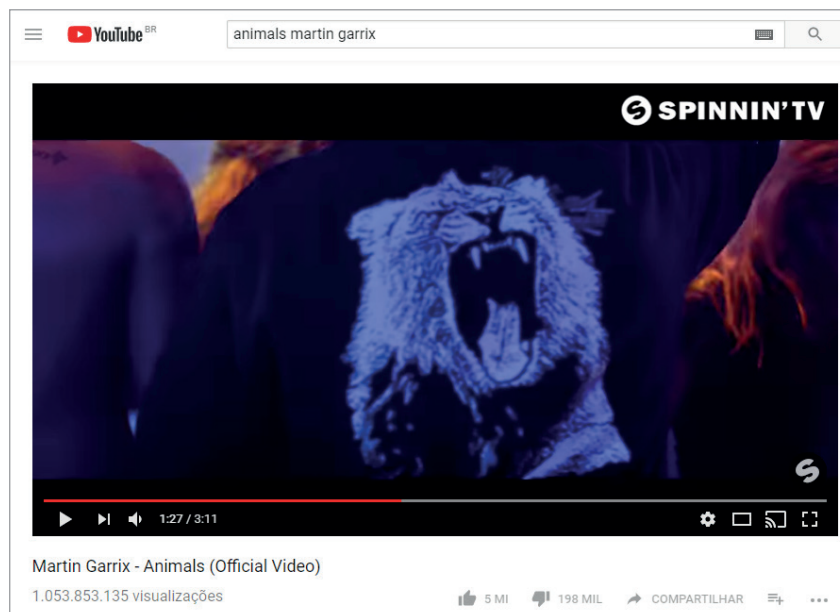 YouTube BR
animals martin garrix
SPINNIN'TV
1:27 / 3:11
Martin Garrix - Animals (Official Video)
1.053.853.135 visualizações
5 MI 198 MIL COMPARTILHAR